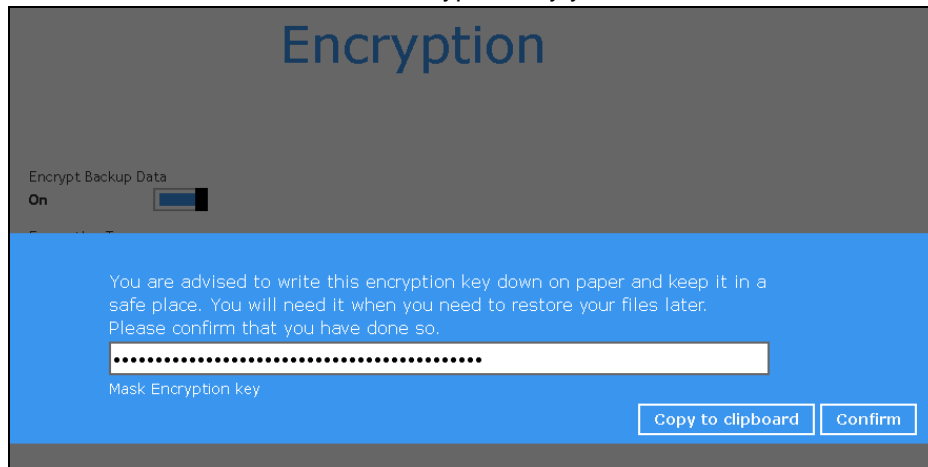 Encryption
Encrypt Backup Data
On
You are advised to write this encryption key down on paper and keep it in a
safe place. You will need it when you need to restore your files later.
Please confirm that you have done so.
••••••••••••••••••••••••••••••••••••••••••••
Mask Encryption key
Copy to clipboard
Confirm